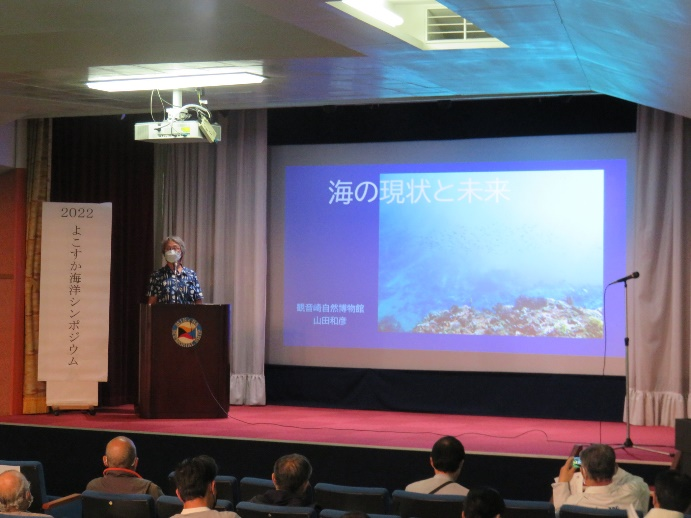 2022
よこすか海洋シンポジウム
海の現状と未来
観音崎自然博物館
山田和彦